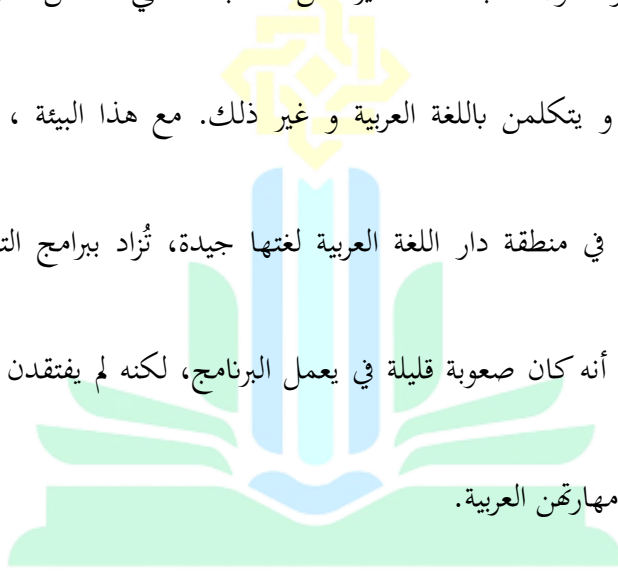 و يتكلمن باللغة العربية و غير ذلك. مع هذا البيئة ،
في منطقة دار اللغة العربية لغتها جيدة، تُزاد ببرامج
أنه كان صعوبة قليلة في يعمل البرنامج، لكنه لم يفتقدن
مهارتهن العربية.